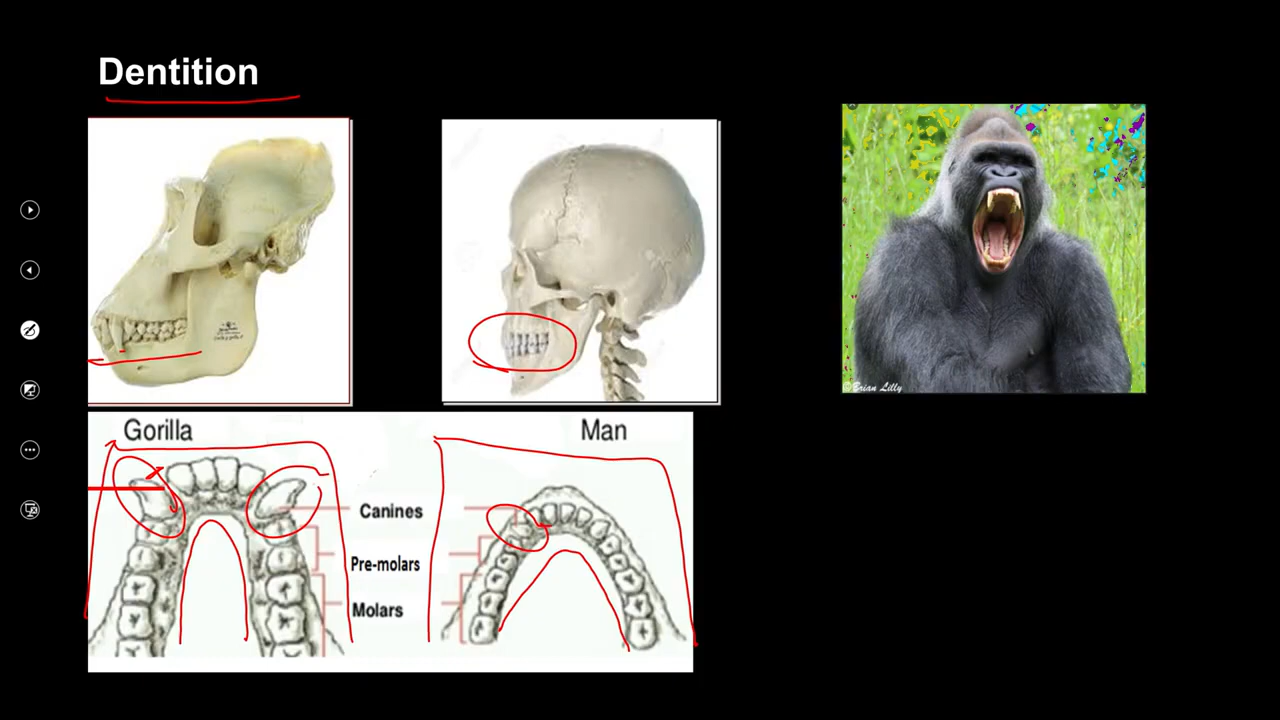 Dentition
©Brian Lilly
Gorilla
Man
Canines
Pre-molars
Molars